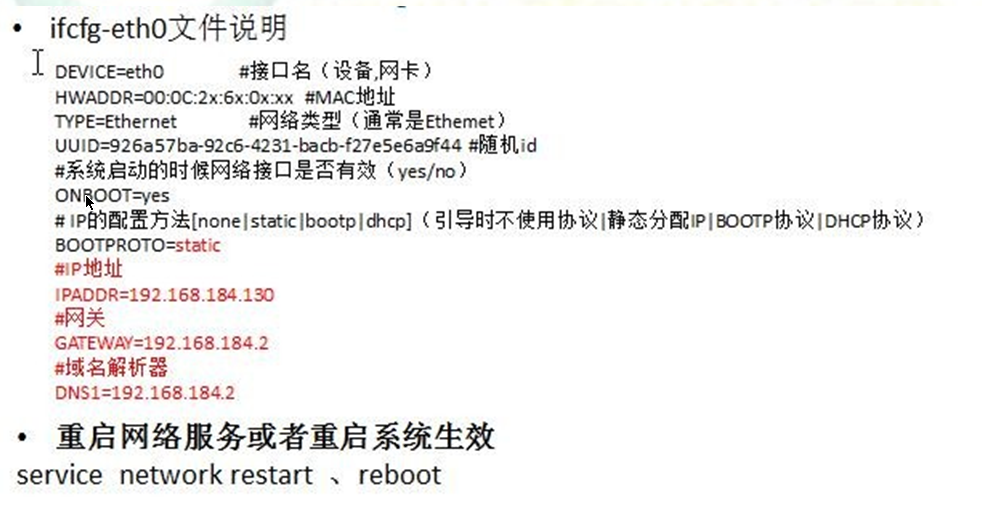 • ifcfg-eth0文件说明
DEVICE=eth0 #接口名（设备,网卡）
HWADDR=00:0C:2x:6x:0x:xx #MAC地址
TYPE=Ethernet #网络类型（通常是Ethemet）
UUID=926a57ba-92c6-4231-bacb-f27e5e6a9f44 #随机id
#系统启动的时候网络接口是否有效（yes/no）
ONBOOT=yes
# IP的配置方法[none|static|bootp|dhcp]（引导时不使用协议|静态分配IP|BOOTP协议|DHCP协议）
BOOTPROTO=static
#IP地址
IPADDR=192.168.184.130
#网关
GATEWAY=192.168.184.2
#域名解析器
DNS1=192.168.184.2
• 重启网络服务或者重启系统生效
service network restart 、reboot